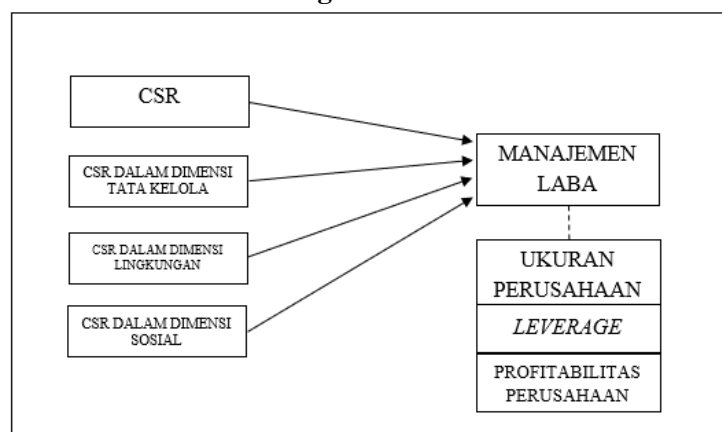 CSR
CSR DALAM DIMENSI
TATA KELOLA
CSR DALAM DIMENSI
LINGKUNGAN
CSR DALAM DIMENSI
SOSIAL
MANAJEMEN
LABA
UKURAN
PERUSAHAAN
LEVERAGE
PROFITABILITAS
PERUSAHAAN